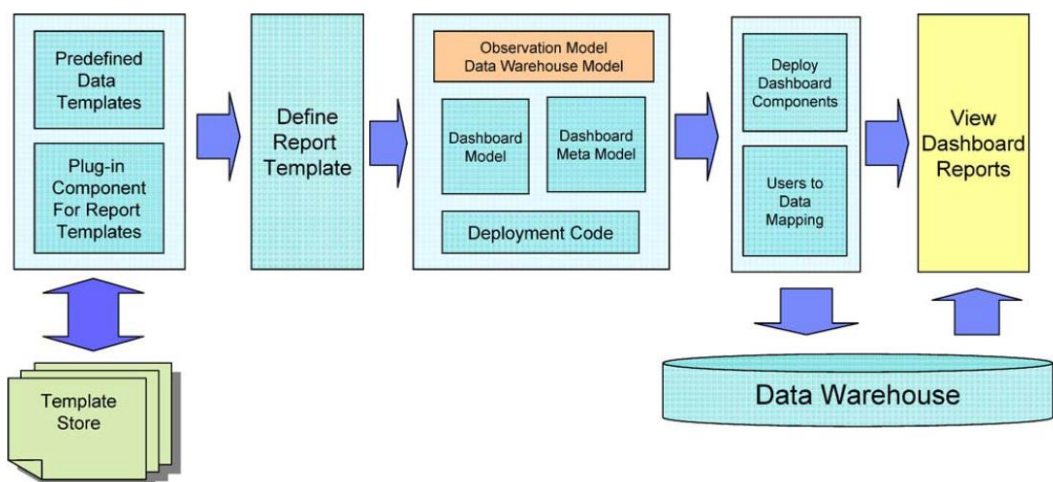 Predefined
Data
Templates
Plug-in
Component
For Report
Templates
Define
Report
Template
Observation Model
Data Warehouse Model
Dashboard
Model
Dashboard
Meta Model
Deployment Code
Deploy
Dashboard
Components
Users to
Data
Mapping
View
Dashboard
Reports
Template
Store
Data Warehouse